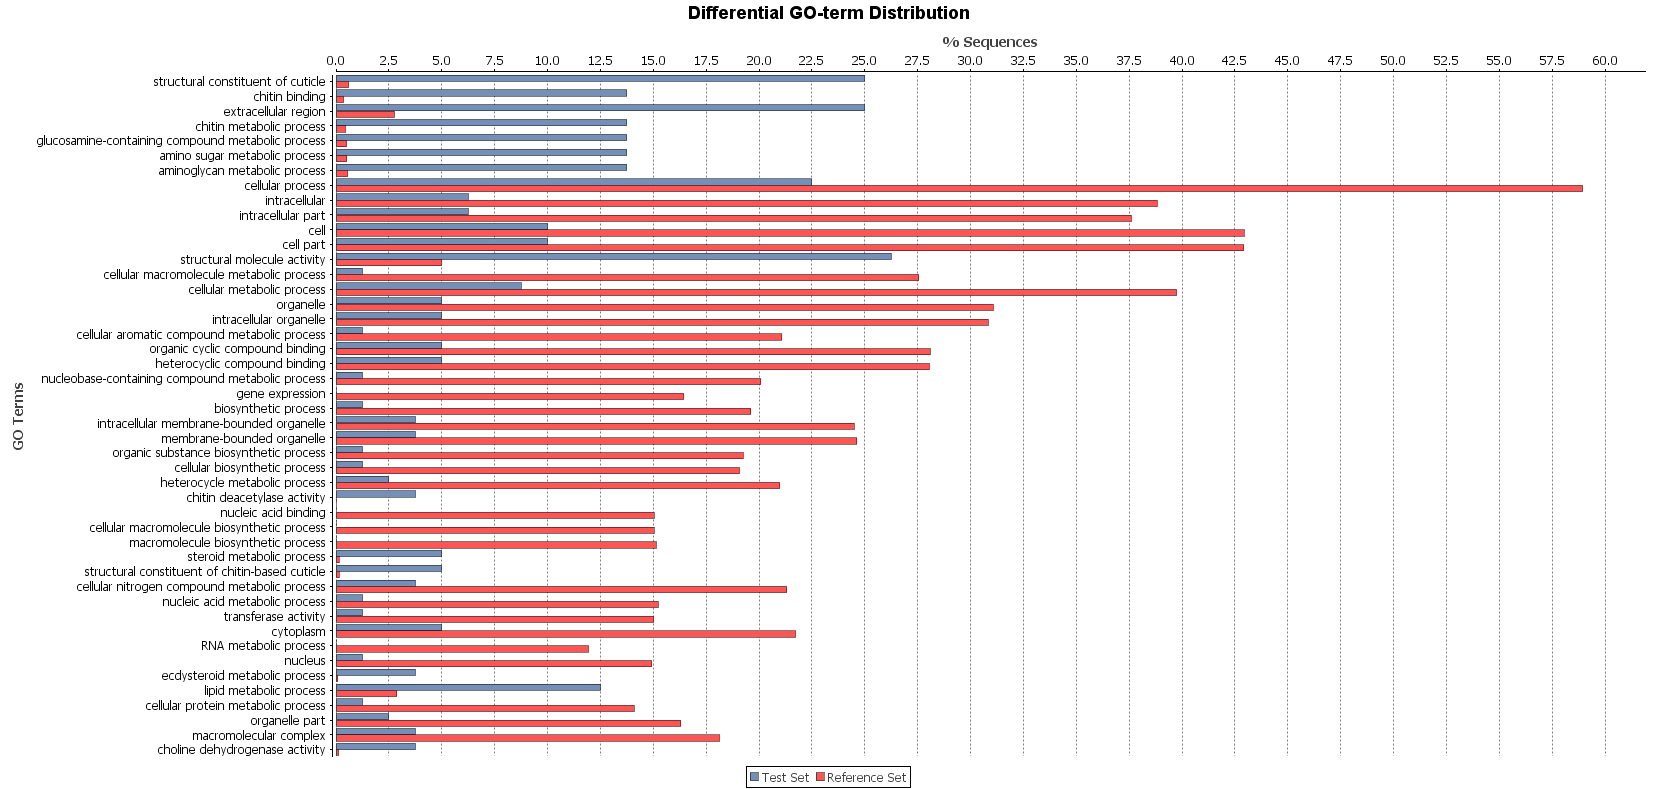 Differential GO-term Distribution
% Sequences
0.0 2.5 5.0 7.5 10.0 12.5 15.0 17.5 20.0 22.5 25.0 27.5 30.0 32.5 35.0 37.5 40.0 42.5 45.0 47.5 50.0 52.5 55.0 57.5 60.0
structural constituent of cuticle
chitin binding
extracellular region
chitin metabolic process
glucosamine-containing compound metabolic process
amino sugar metabolic process
aminoglycan metabolic process
cellular process
intracellular
intracellular part
cell
cell part
structural molecule activity
cellular macromolecule metabolic process
cellular metabolic process
organelle
intracellular organelle
cellular aromatic compound metabolic process
organic cyclic compound binding
heterocyclic compound binding
nucleobase-containing compound metabolic process
gene expression
biosynthetic process
intracellular membrane-bounded organelle
membrane-bounded organelle
organic substance biosynthetic process
cellular biosynthetic process
heterocycle metabolic process
chitin deacetylase activity
nucleic acid binding
cellular macromolecule biosynthetic process
macromolecule biosynthetic process
steroid metabolic process
structural constituent of chitin-based cuticle
cellular nitrogen compound metabolic process
nucleic acid metabolic process
transferase activity
cytoplasm
RNA metabolic process
nucleus
ecdysteroid metabolic process
lipid metabolic process
cellular protein metabolic process
organelle part
macromolecular complex
choline dehydrogenase activity
GO Terms
Test Set Reference Set